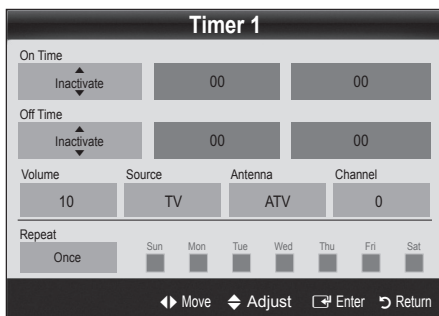 Timer 1
On Time
Inactivate 00 00
Off Time
Inactivate 00 00
Volume Source Antenna Channel
10 TV ATV 0
Repeat
Sun Mon Tue Wed Thu Fri Sat
Once
Move Adjust Enter Return